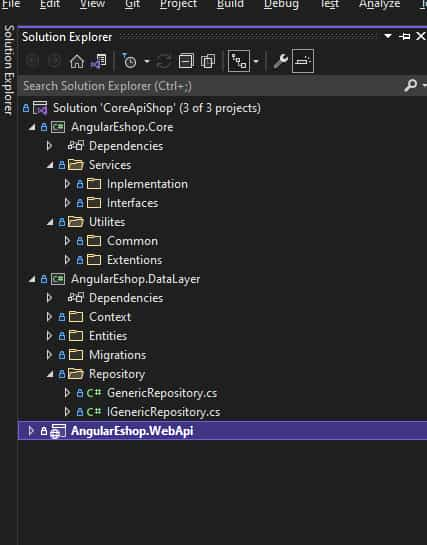 File View Git Project Build Debug Test Analyze Tools
Solution Explorer
Solution Explorer
Search Solution Explorer (Ctrl+;)
Solution 'CoreApiShop' (3 of 3 projects)
AngularEshop.Core
Dependencies
Services
Inplementation
Interfaces
Utilites
Common
Extentions
AngularEshop.DataLayer
Dependencies
Context
Entities
Migrations
Repository
C# GenericRepository.cs
C# IGenericRepository.cs
AngularEshop.WebApi